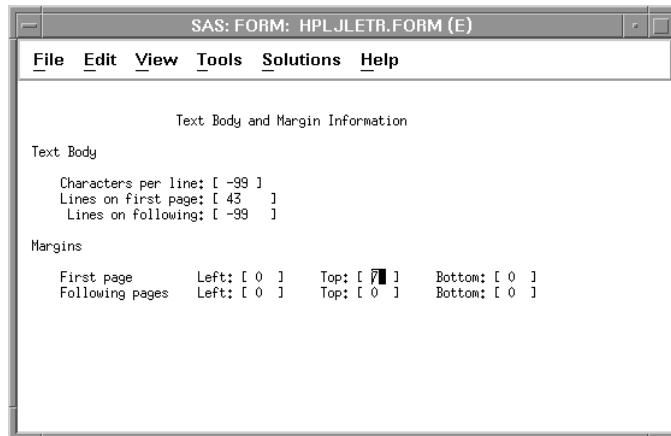 SAS: FORM: HPLJLETR.FORM (E)
File Edit View Tools Solutions Help
Text Body and Margin Information
Text Body
Characters per line: [ -99 ]
Lines on first page: [ 43 ]
Lines on following: [ -99 ]
Margins
First page Left: [ 0 ] Top: [ 7 ] Bottom: [ 0 ]
Following pages Left: [ 0 ] Top: [ 0 ] Bottom: [ 0 ]